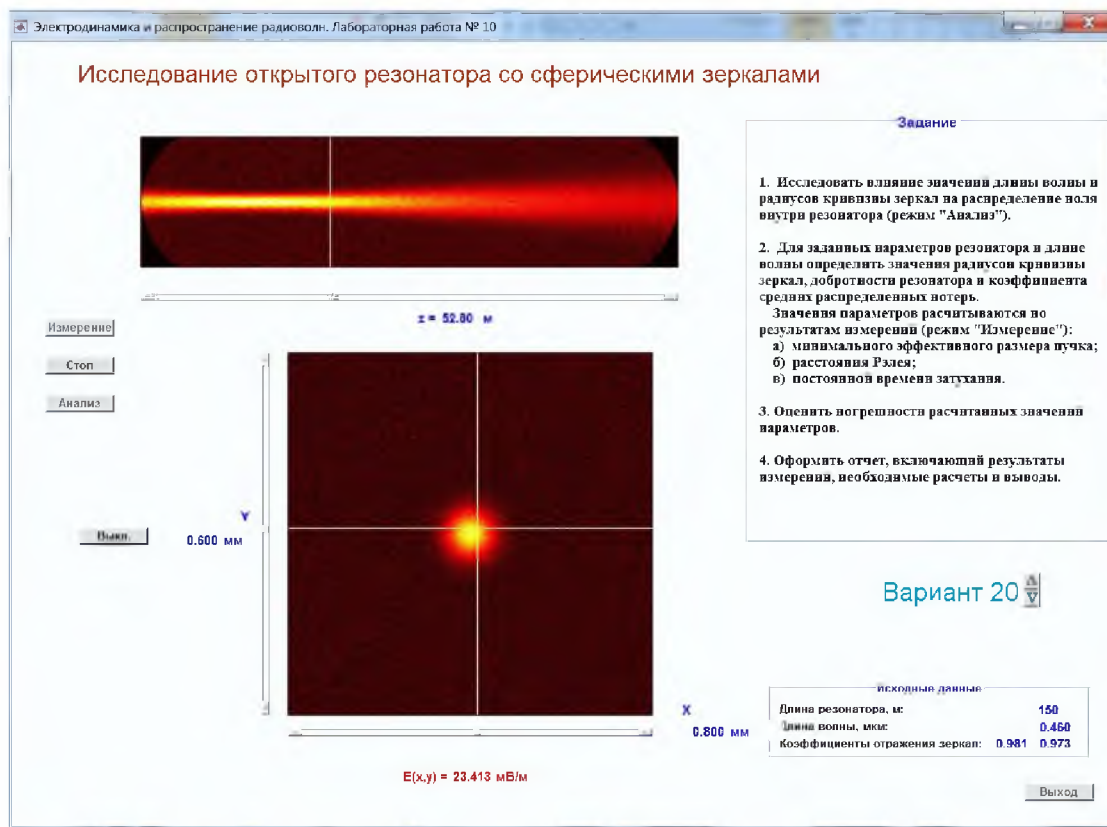 Электродинамика и распространение радиоволн. Лабораторная работа № 10
Исследование открытого резонатора со сферическими зеркалами
z = 52.80 м
Измерение
Стоп
Анализ
Выкл.
Y
0.600 мм
X
0.800 мм
E(x,y) = 23.413 мБ/м
Задание
1. Исследовать влияние значений длины волны и
радиусов кривизны зеркал на распределение поля
внутри резонатора (режим "Анализ").
2. Для заданных параметров резонатора и длине
волны определить значения радиусов кривизны
зеркал, добротности резонатора и коэффициента
средних распределенных потерь.
Значения параметров расчитываются по
результатам измерений (режим "Измерение"):
а) минимального эффективного размера пучка;
б) расстояния Рэлея;
в) постоянной времени затухания.
3. Оценить погрешности расчитанных значений
параметров.
4. Оформить отчет, включающий результаты
измерений, необходимые расчеты и выводы.
Вариант 20
Исходные данные
Длина резонатора, м: 150
Длина волны, мкм: 0.460
Коэффициенты отражения зеркал: 0.981 0.973
Выход